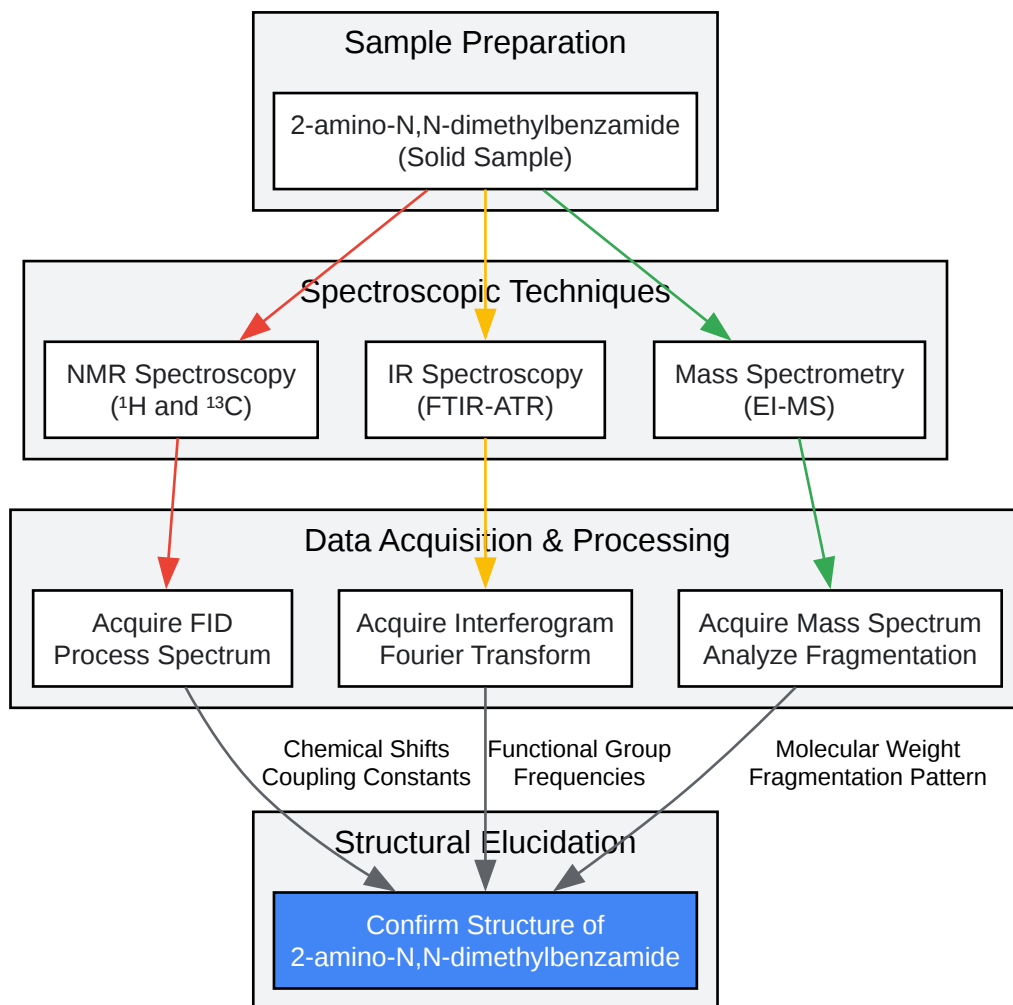 Sample Preparation
2-amino-N,N-dimethylbenzamide
(Solid Sample)
Spectroscopic Techniques
NMR Spectroscopy
(¹H and ¹³C)
IR Spectroscopy
(FTIR-ATR)
Mass Spectrometry
(EI-MS)
Data Acquisition & Processing
Acquire FID
Process Spectrum
Acquire Interferogram
Fourier Transform
Acquire Mass Spectrum
Analyze Fragmentation
Chemical Shifts
Coupling Constants
Functional Group
Frequencies
Molecular Weight
Fragmentation Pattern
Structural Elucidation
Confirm Structure of
2-amino-N,N-dimethylbenzamide